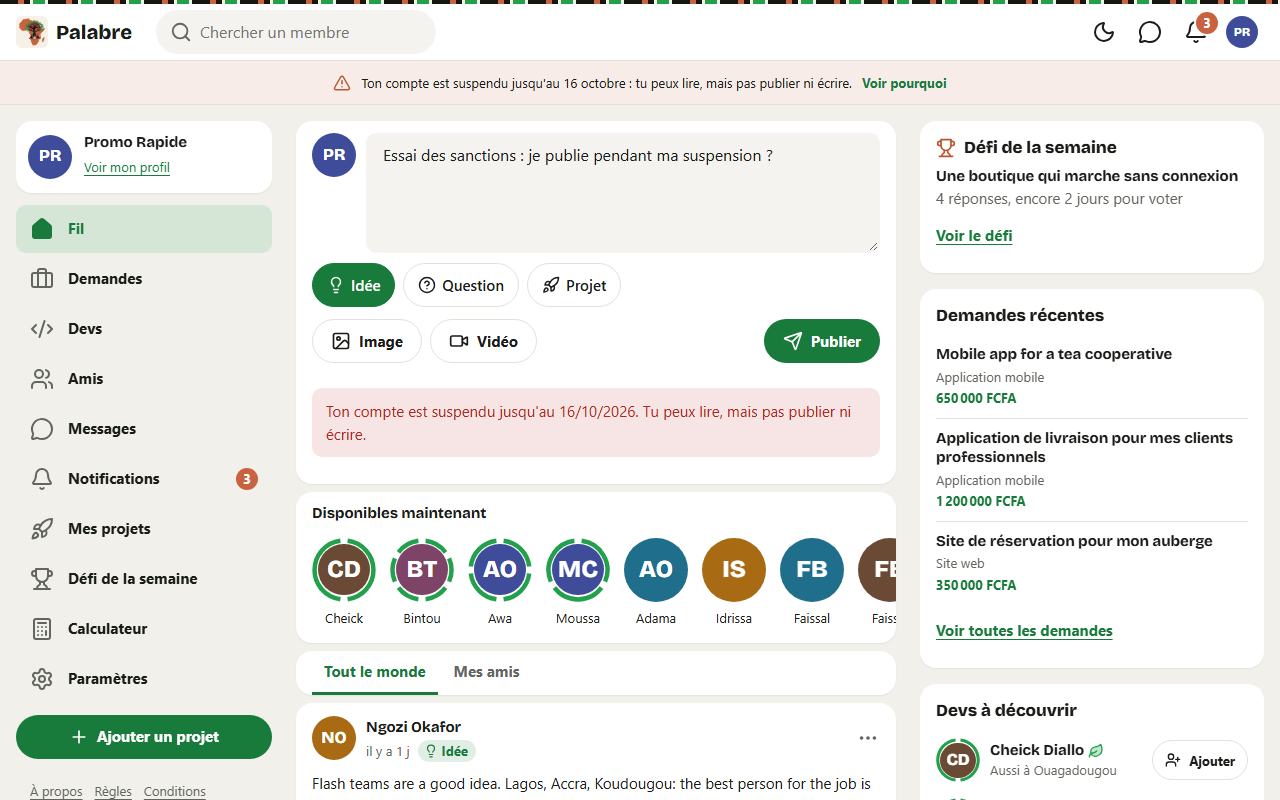 Palabre
Chercher un membre
3
PR
Ton compte est suspendu jusqu'au 16 octobre : tu peux lire, mais pas publier ni écrire. Voir pourquoi
PR
Promo Rapide
Voir mon profil
Fil
Demandes
Devs
Amis
Messages
Notifications
3
Mes projets
Défi de la semaine
Calculateur
Paramètres
Ajouter un projet
À propos Règles Conditions
PR
Essai des sanctions : je publie pendant ma suspension ?
Idée
Question
Projet
Image
Vidéo
Publier
Ton compte est suspendu jusqu'au 16/10/2026. Tu peux lire, mais pas publier ni
écrire.
Disponibles maintenant
CD BT AO MC AO IS FB FE
Cheick Bintou Awa Moussa Adama Idrissa Faissal Faiss
Tout le monde Mes amis
NO
Ngozi Okafor
il y a 1 j Idée
Flash teams are a good idea. Lagos, Accra, Koudougou: the best person for the job is
Défi de la semaine
Une boutique qui marche sans connexion
4 réponses, encore 2 jours pour voter
Voir le défi
Demandes récentes
Mobile app for a tea cooperative
Application mobile
650 000 FCFA
Application de livraison pour mes clients
professionnels
Application mobile
1 200 000 FCFA
Site de réservation pour mon auberge
Site web
350 000 FCFA
Voir toutes les demandes
Devs à découvrir
CD
Cheick Diallo
Aussi à Ouagadougou
Ajouter